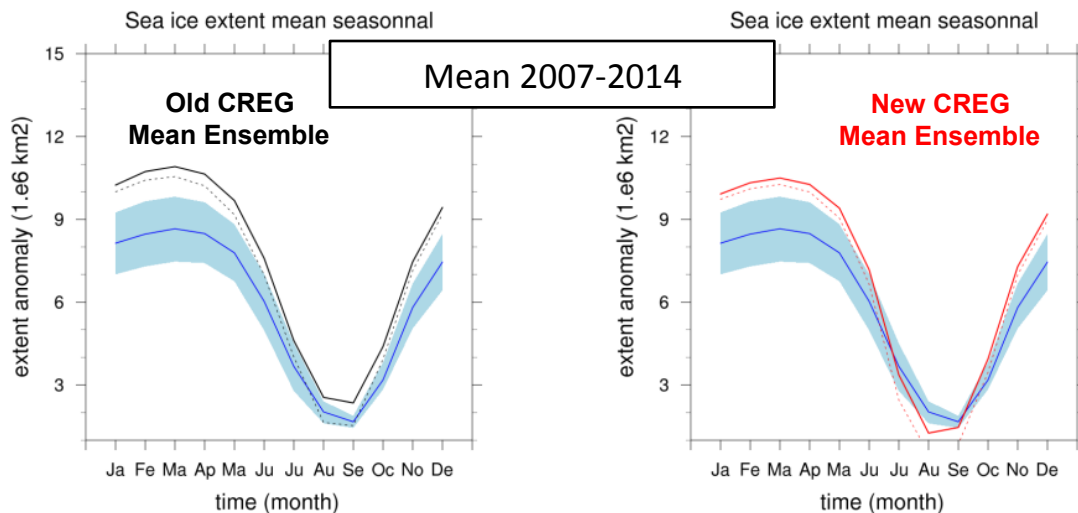 Sea ice extent mean seasonnal
Sea ice extent mean seasonnal
Mean 2007-2014
Old CREG
Mean Ensemble
New CREG
Mean Ensemble
extent anomaly (1.e6 km2)
15
12
9
6
3
Ja Fe Ma Ap Ma Ju Ju Au Se Oc No De
time (month)
extent anomaly (1.e6 km2)
12
9
6
3
Ja Fe Ma Ap Ma Ju Ju Au Se Oc No De
time (month)